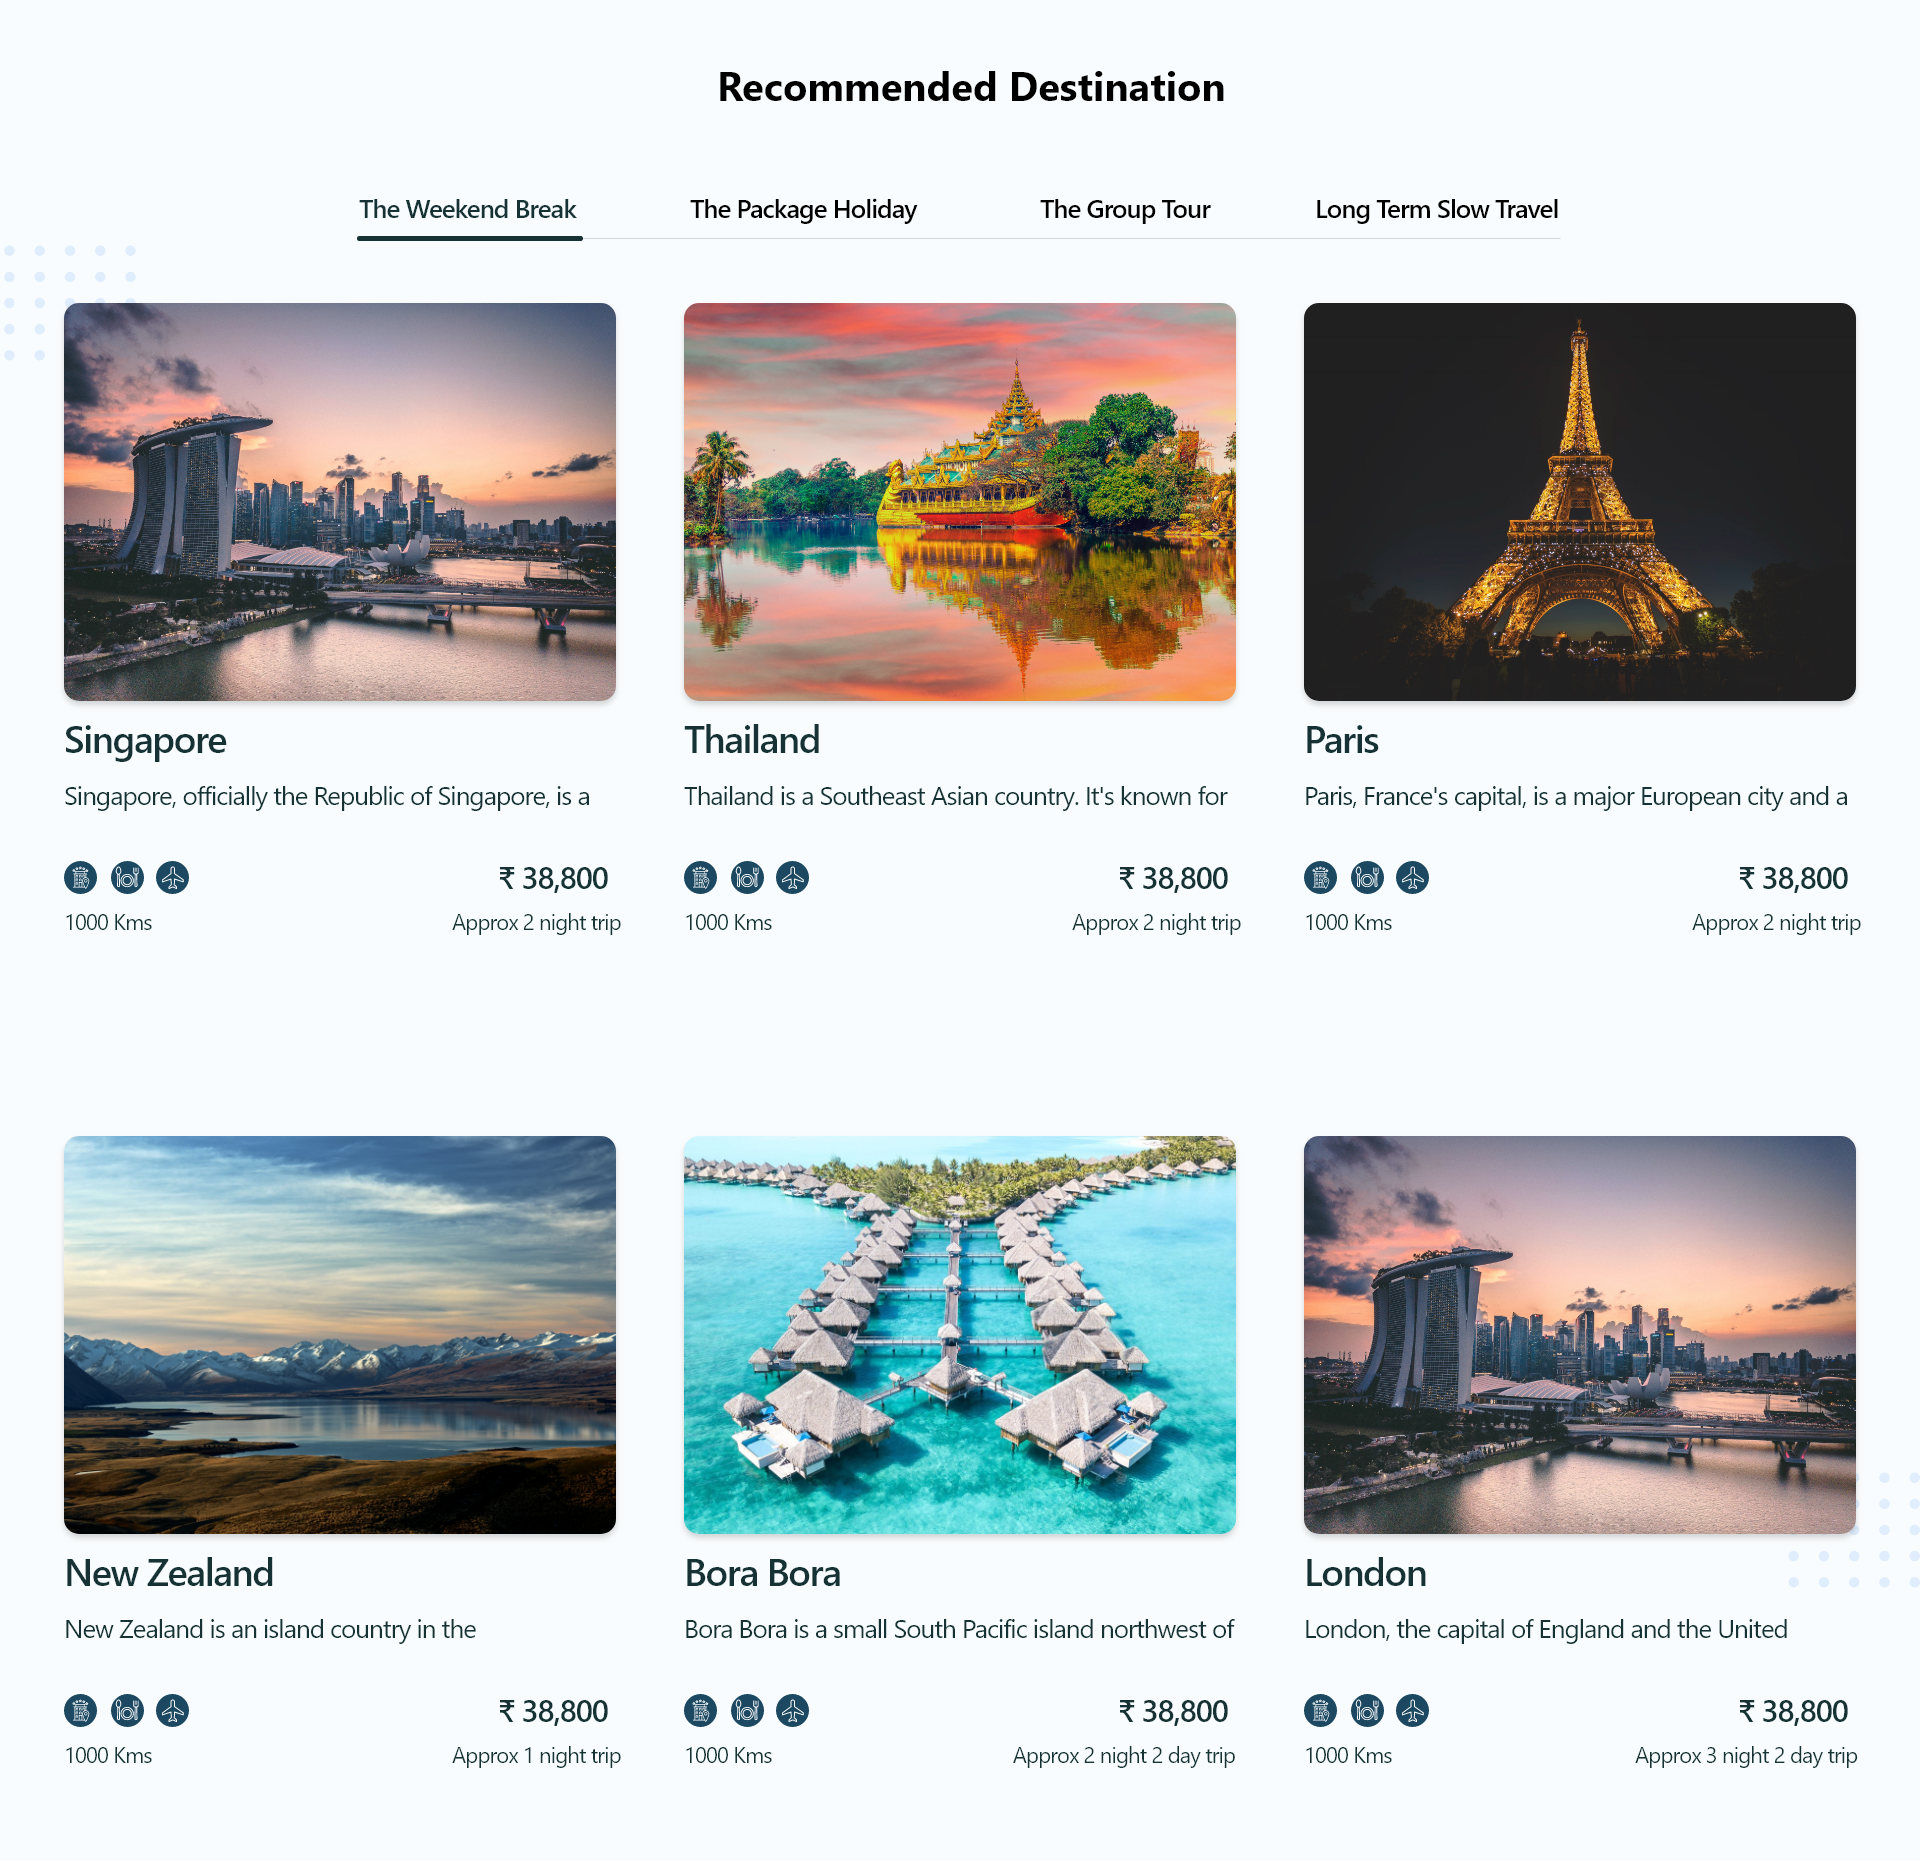 Recommended Destination
The Weekend Break
The Package Holiday
The Group Tour
Long Term Slow Travel
Singapore
Singapore, officially the Republic of Singapore, is a
₹ 38,800
1000 Kms
Approx 2 night trip
Thailand
Thailand is a Southeast Asian country. It's known for
₹ 38,800
1000 Kms
Approx 2 night trip
Paris
Paris, France's capital, is a major European city and a
₹ 38,800
1000 Kms
Approx 2 night trip
New Zealand
New Zealand is an island country in the
₹ 38,800
1000 Kms
Approx 1 night trip
Bora Bora
Bora Bora is a small South Pacific island northwest of
₹ 38,800
1000 Kms
Approx 2 night 2 day trip
London
London, the capital of England and the United
₹ 38,800
1000 Kms
Approx 3 night 2 day trip